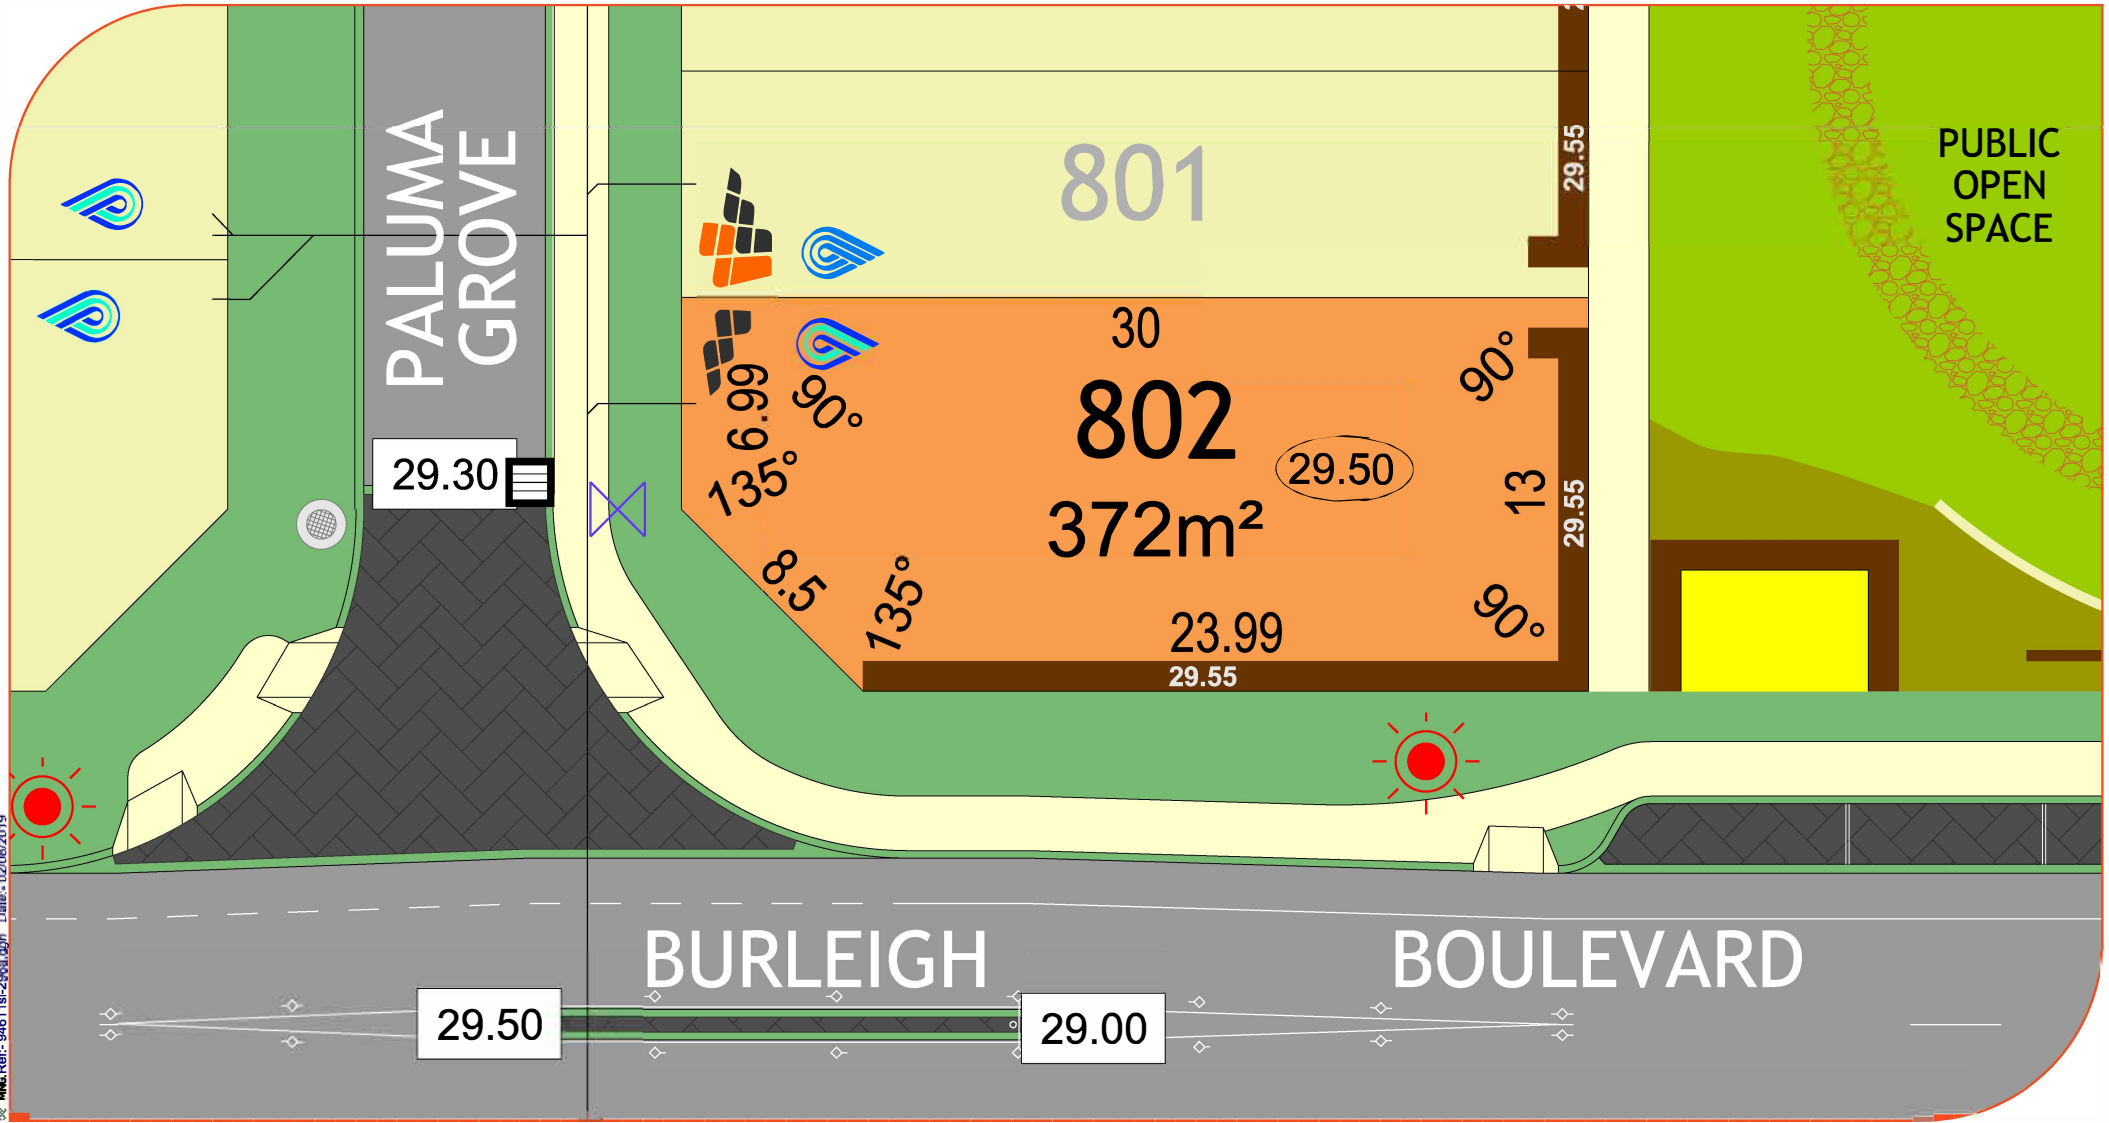 PALUMA
GROVE
801
29.55
PUBLIC
OPEN
SPACE
30
802
29.50
372m²
6.99
90°
135°
8.5
135°
90°
13
29.55
90°
23.99
29.55
29.30
BURLEIGH BOULEVARD
29.50
29.00